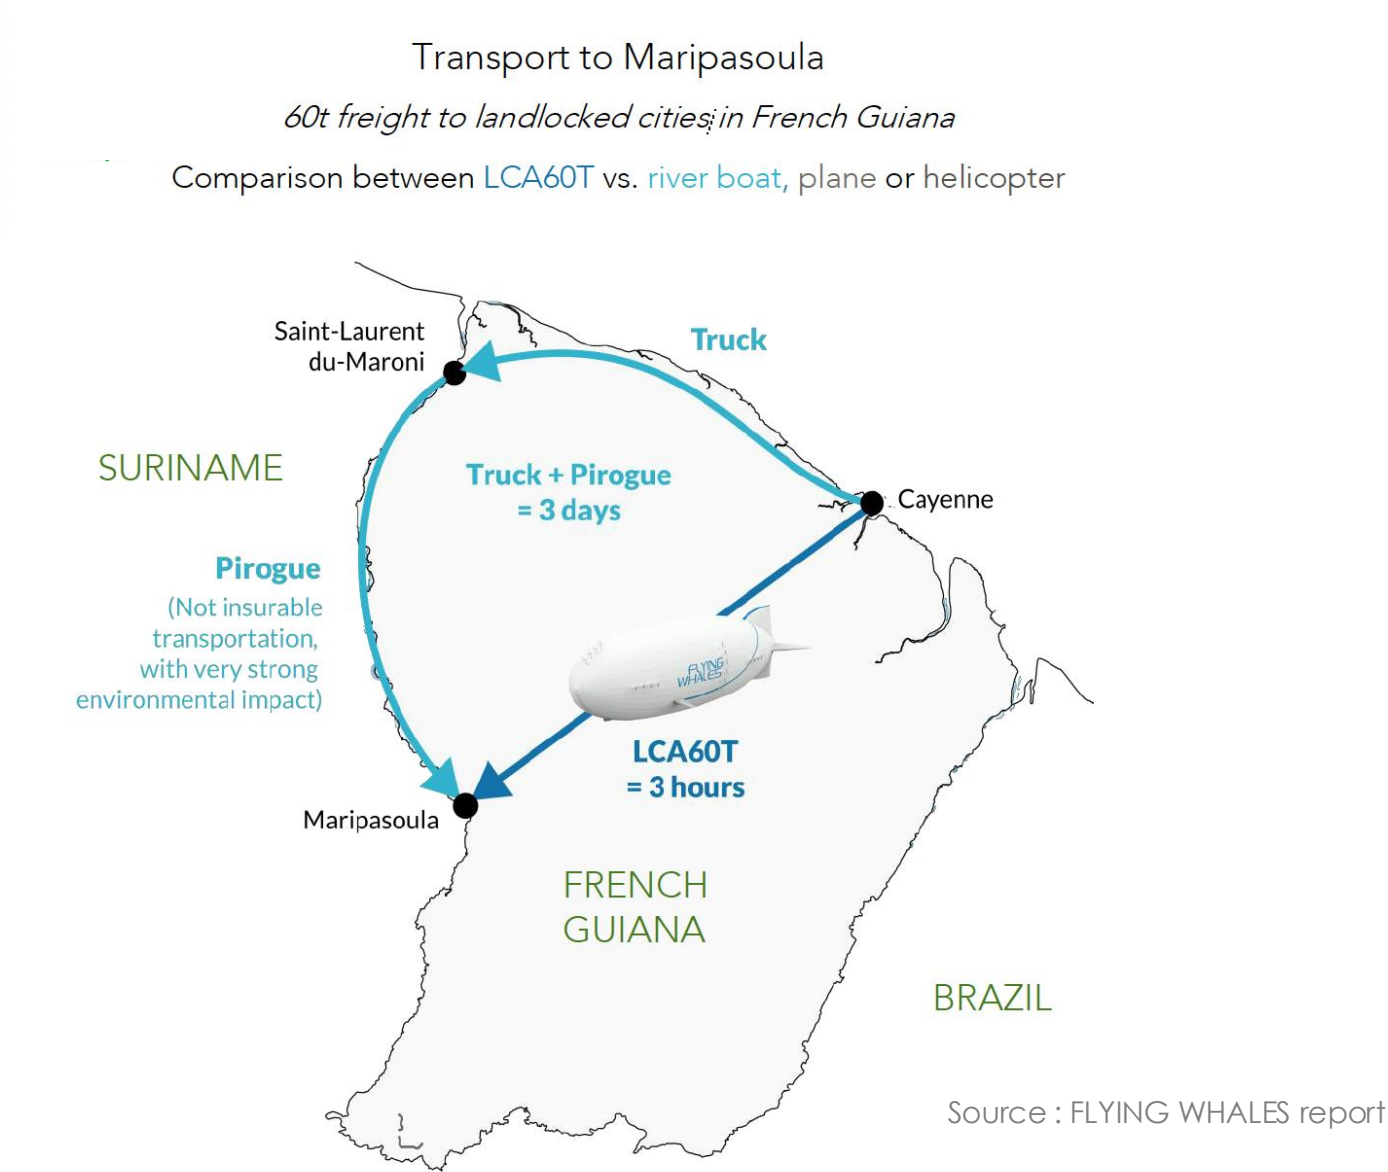 Transport to Maripasoula
60t freight to landlocked cities in French Guiana
Comparison between LCA60T vs. river boat, plane or helicopter
Saint-Laurent
du-Maroni
Truck
SURINAME
Truck + Pirogue
= 3 days
Cayenne
Pirogue
(Not insurable
transportation,
with very strong
environmental impact)
FLYING
WHALES
LCA60T
= 3 hours
Maripasoula
FRENCH
GUIANA
BRAZIL
Source : FLYING WHALES report